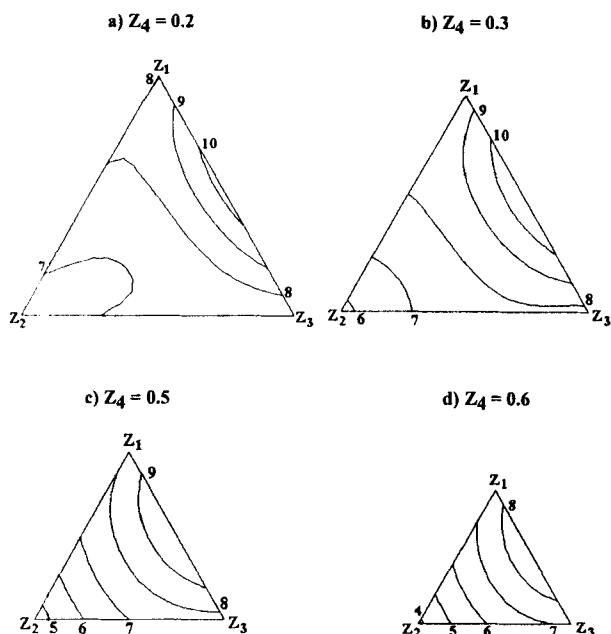 a) Z4 = 0.2
b) Z4 = 0.3
8 Z1
9
10
7
8
Z2
Z3
Z1
9
10
8
Z2 6
7
Z3
c) Z4 = 0.5
d) Z4 = 0.6
Z1
9
8
Z2 5
6
7
Z3
Z1
8
4
Z2
5
6
7
Z3